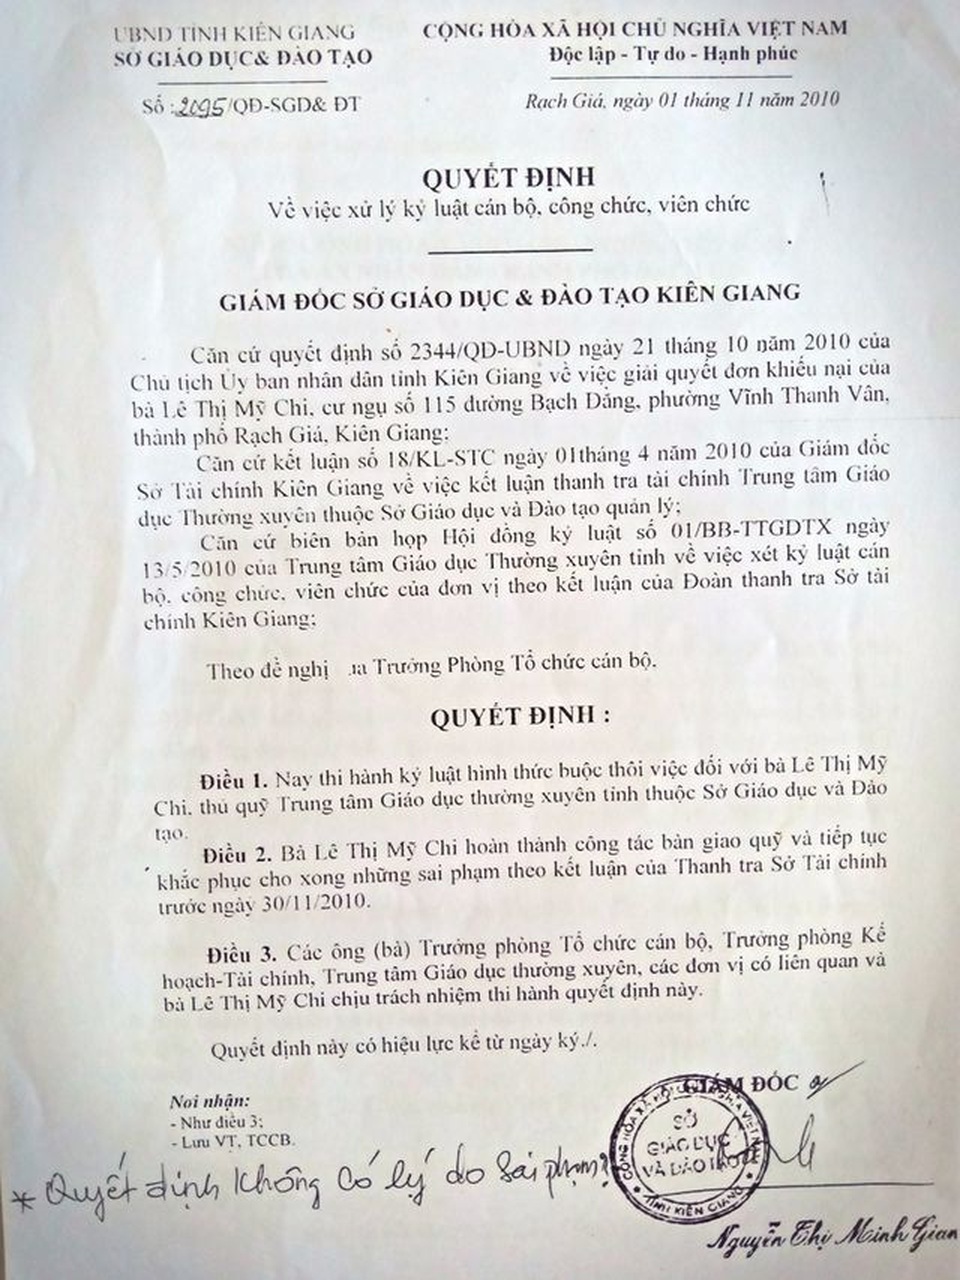 UBND TỈNH KIÊN GIANG
SỞ GIÁO DỤC& ĐÀO TẠO
Số :2095/QĐ-SGD& ĐT
CỘNG HÒA XÃ HỘI CHỦ NGHĨA VIỆT NAM
Độc lập - Tự do - Hạnh phúc
Rạch Giá, ngày 01 tháng 11 năm 2010
QUYẾT ĐỊNH
Về việc xử lý kỷ luật cán bộ, công chức, viên chức
GIÁM ĐỐC SỞ GIÁO DỤC & ĐÀO TẠO KIÊN GIANG
Căn cứ quyết định số 2344/QĐ-UBND ngày 21 tháng 10 năm 2010 của
Chủ tịch Ủy ban nhân dân tỉnh Kiên Giang về việc giải quyết đơn khiếu nại của
bà Lê Thị Mỹ Chi, cư ngụ số 115 đường Bạch Đằng, phường Vĩnh Thanh Vân,
thành phố Rạch Giá, Kiên Giang;
Căn cứ kết luận số 18/KL-STC ngày 01tháng 4 năm 2010 của Giám đốc
Sở Tài chính Kiên Giang về việc kết luận thanh tra tài chính Trung tâm Giáo
dục Thường xuyên thuộc Sở Giáo dục và Đào tạo quản lý;
Căn cứ biên bản họp Hội đồng kỷ luật số 01/BB-TTGDTX ngày
13/5/2010 của Trung tâm Giáo dục Thường xuyên tỉnh về việc xét kỷ luật cán
bộ, công chức, viên chức của đơn vị theo kết luận của Đoàn thanh tra Sở tài
chính Kiên Giang;
Theo đề nghị ủa Trưởng Phòng Tổ chức cán bộ.
QUYẾT ĐỊNH :
Điều 1. Nay thi hành kỷ luật hình thức buộc thôi việc đối với bà Lê Thị Mỹ
Chi, thủ quỹ Trung tâm Giáo dục thường xuyên tỉnh thuộc Sở Giáo dục và Đào
tạo.
Điều 2. Bà Lê Thị Mỹ Chi hoàn thành công tác bàn giao quỹ và tiếp tục
khắc phục cho xong những sai phạm theo kết luận của Thanh tra Sở Tài chính
trước ngày 30/11/2010.
Điều 3. Các ông (bà) Trưởng phòng Tổ chức cán bộ, Trưởng phòng Kế
hoạch-Tài chính, Trung tâm Giáo dục thường xuyên, các đơn vị có liên quan và
bà Lê Thị Mỹ Chi chịu trách nhiệm thi hành quyết định này.
Quyết định này có hiệu lực kể từ ngày ký./.
Nơi nhận:
- Như điều 3;
- Lưu VT, TCCB.
GIÁM ĐỐC
CỘNG HÒA XÃ HỘI CHỦ NGHĨA VIỆT NAM
SỞ
GIÁO DỤC
VÀ ĐÀO TẠO
TỈNH KIÊN GIANG
* Quyết định không có lý do sai phạm?
Nguyễn Thị Minh Gian